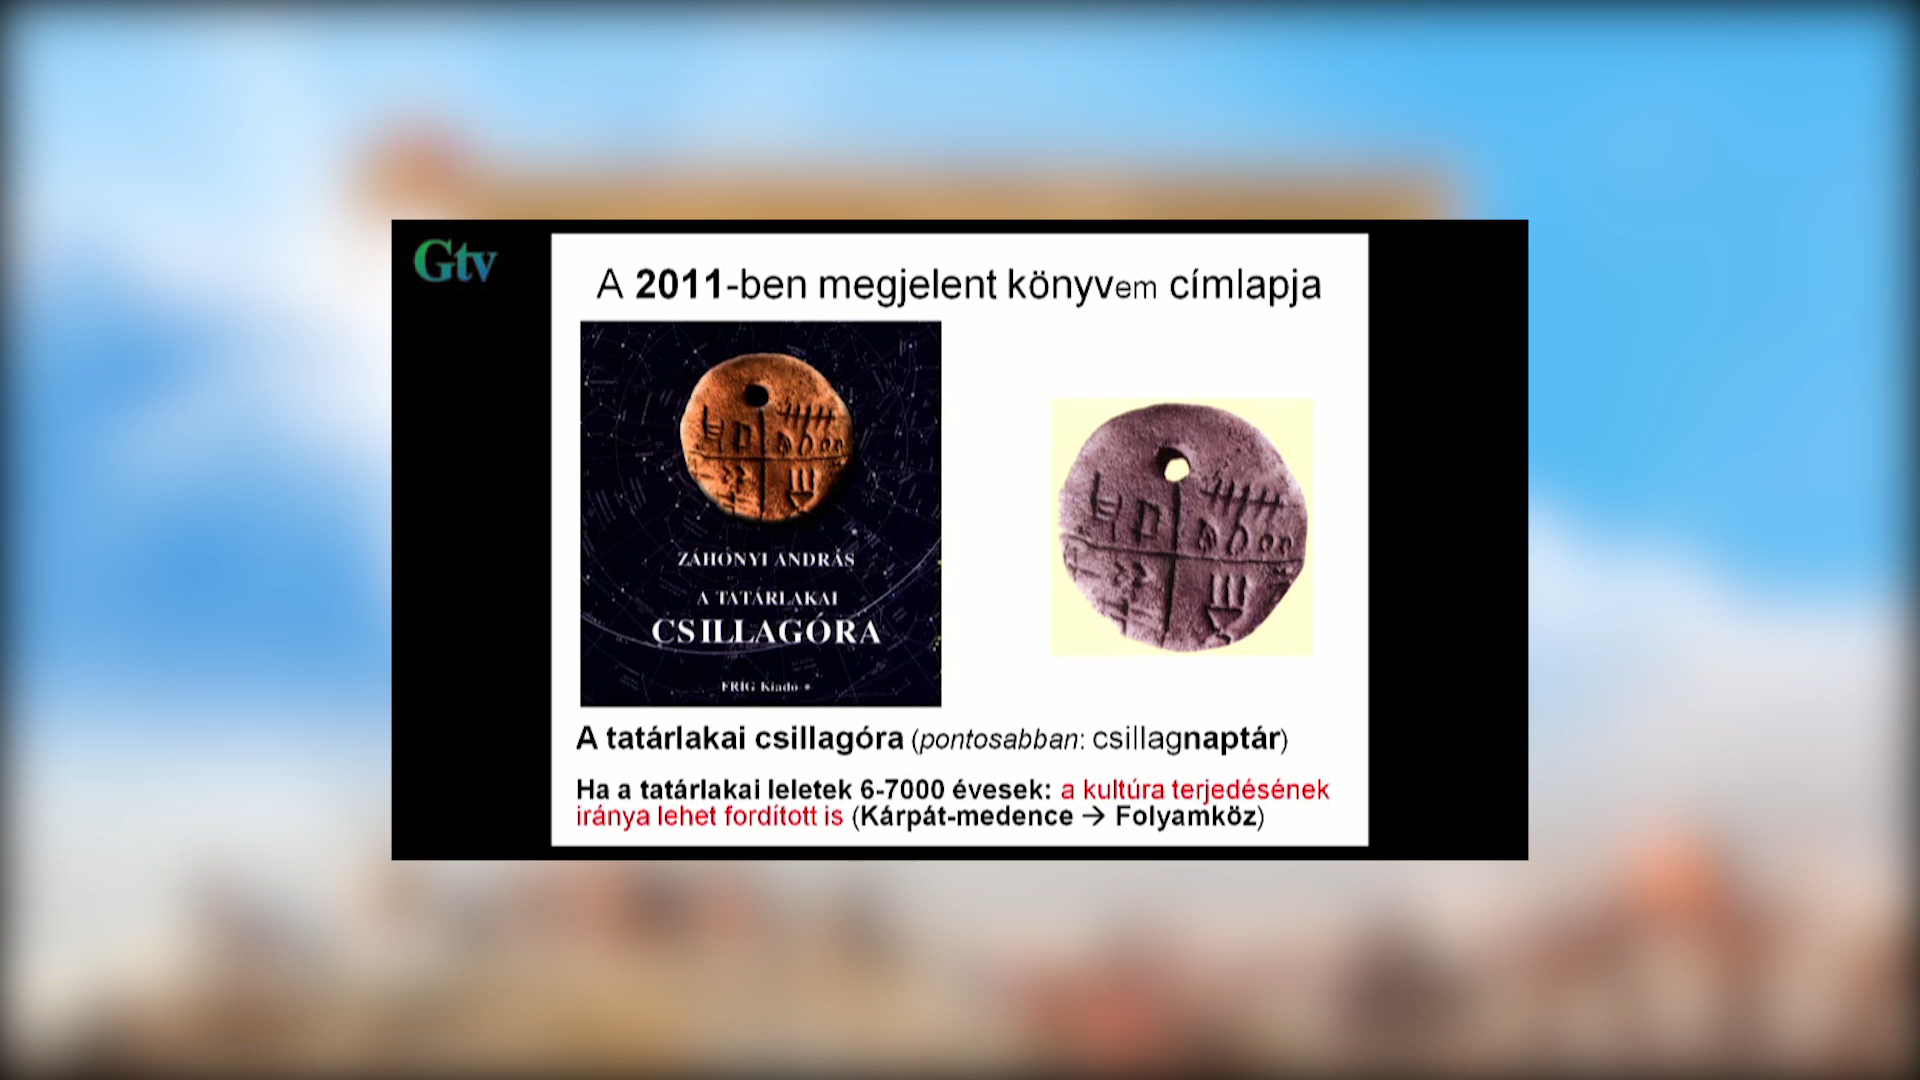 Gtv
A 2011-ben megjelent könyvem címlapja
ZÁHONYI ANDRÁS
A TATÁRLAKAI
CSILLAGÓRA
FRÍG Kiadó
A tatárlakai csillagóra (pontosabban: csillagnaptár)
Ha a tatárlakai leletek 6-7000 évesek: a kultúra terjedésének
iránya lehet fordított is (Kárpát-medence → Folyamköz)